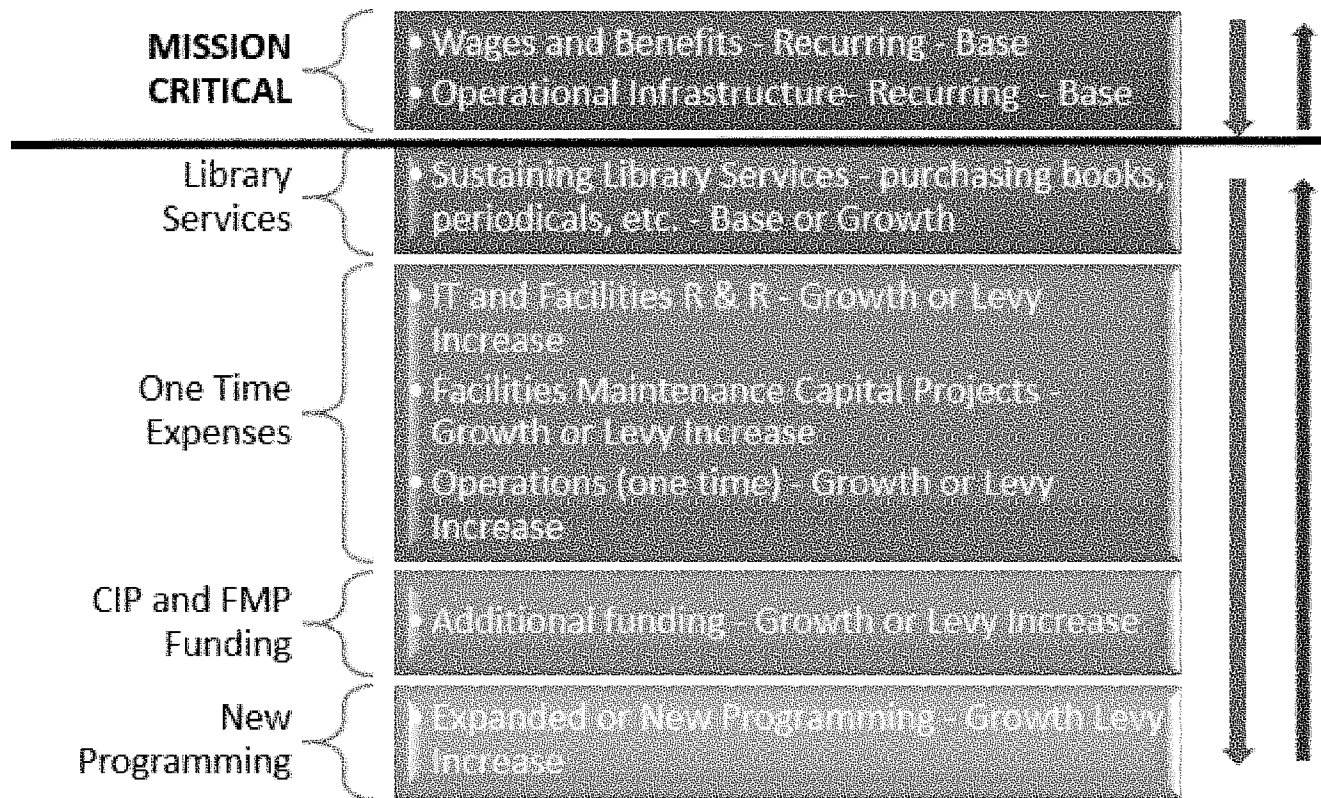 MISSION
CRITICAL
• Wages and Benefits - Recurring - Base
• Operational Infrastructure- Recurring - Base
Library
Services
• Sustaining Library Services - purchasing books,
periodicals, etc. - Base or Growth
One Time
Expenses
• IT and Facilities R & R - Growth or Levy
Increase
• Facilities Maintenance Capital Projects -
Growth or Levy Increase
• Operations (one time) - Growth or Levy
Increase
CIP and FMP
Funding
• Additional funding - Growth or Levy Increase
New
Programming
• Expanded or New Programming - Growth Levy
Increase